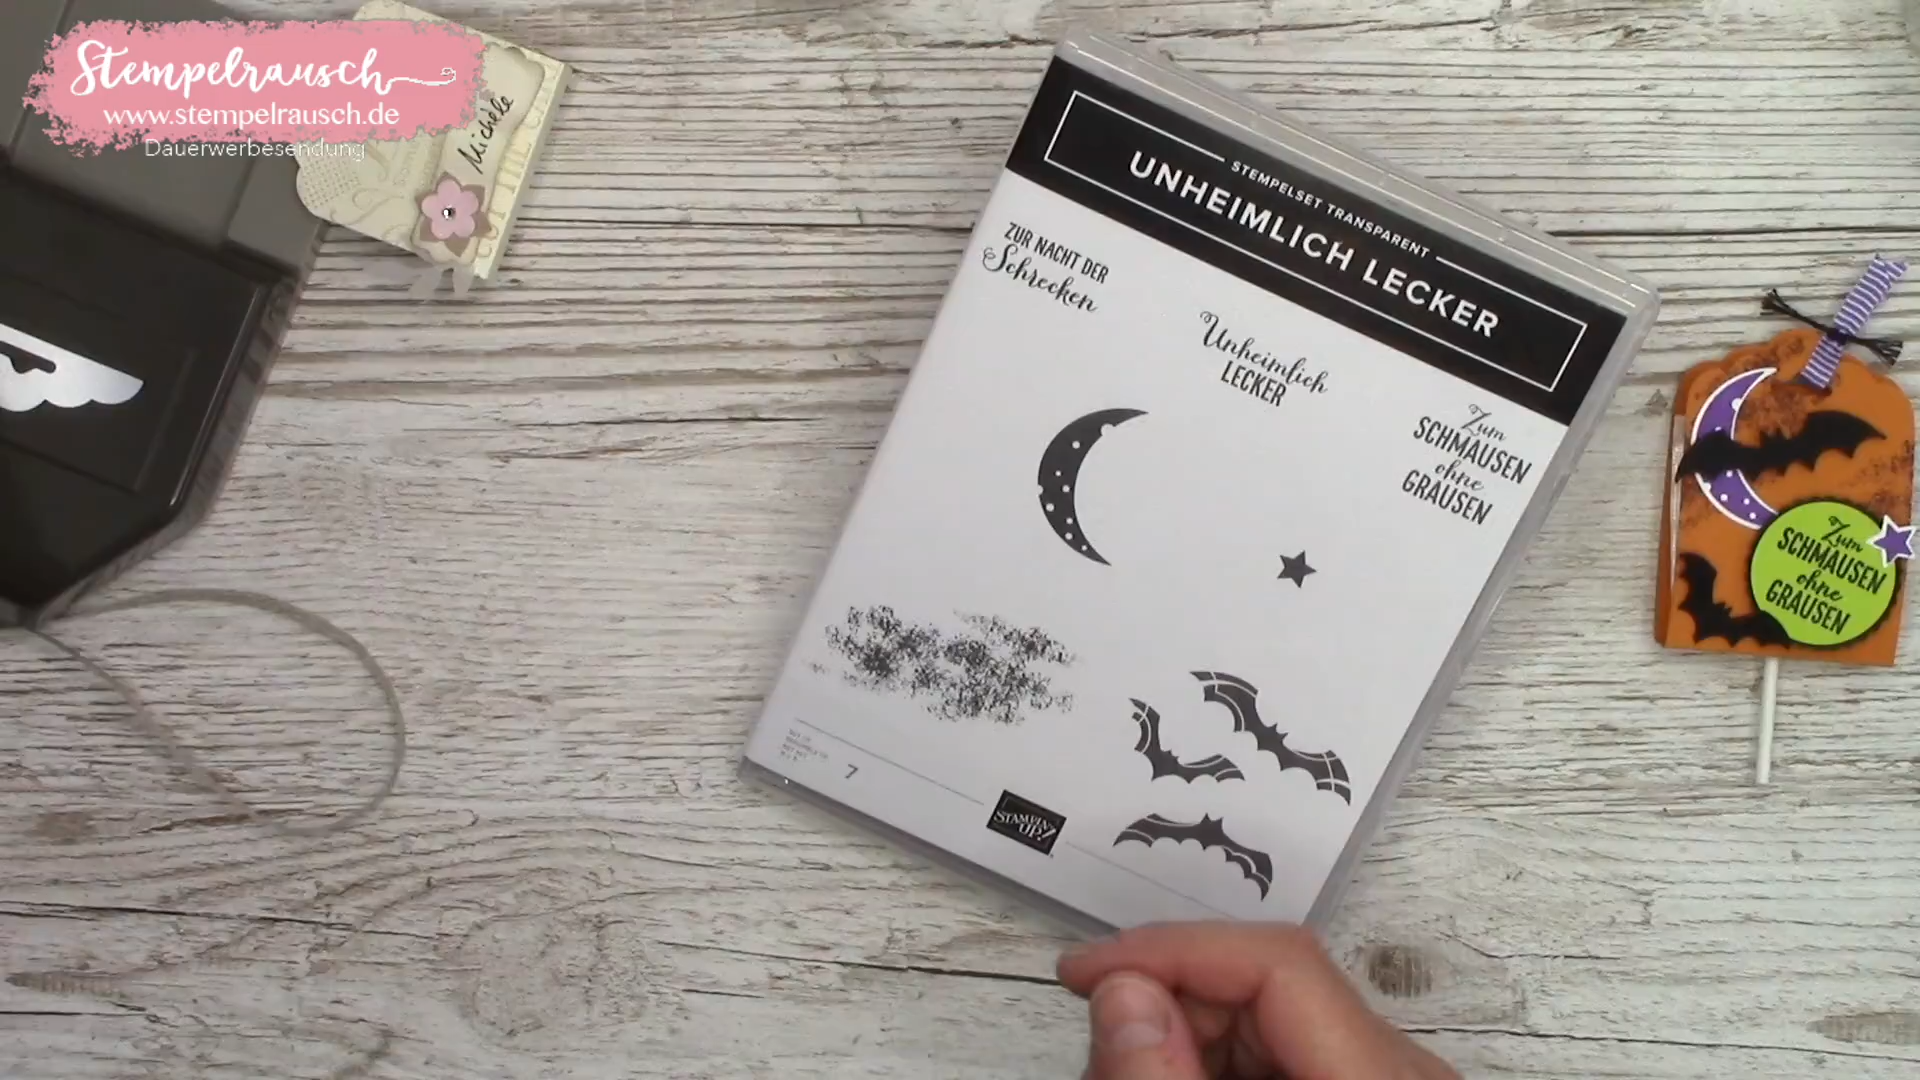 Stempelrausch
www.stempelrausch.de
Dauerwerbesendung
Michèle
STEMPELSET TRANSPARENT
UNHEIMLICH LECKER
ZUR NACHT DER
Schrecken
Unheimlich
LECKER
Zum
SCHMAUSEN
ohne
GRAUSEN
7
STAMPIN'
UP!
Zum
SCHMAUSEN
ohne
GRAUSEN